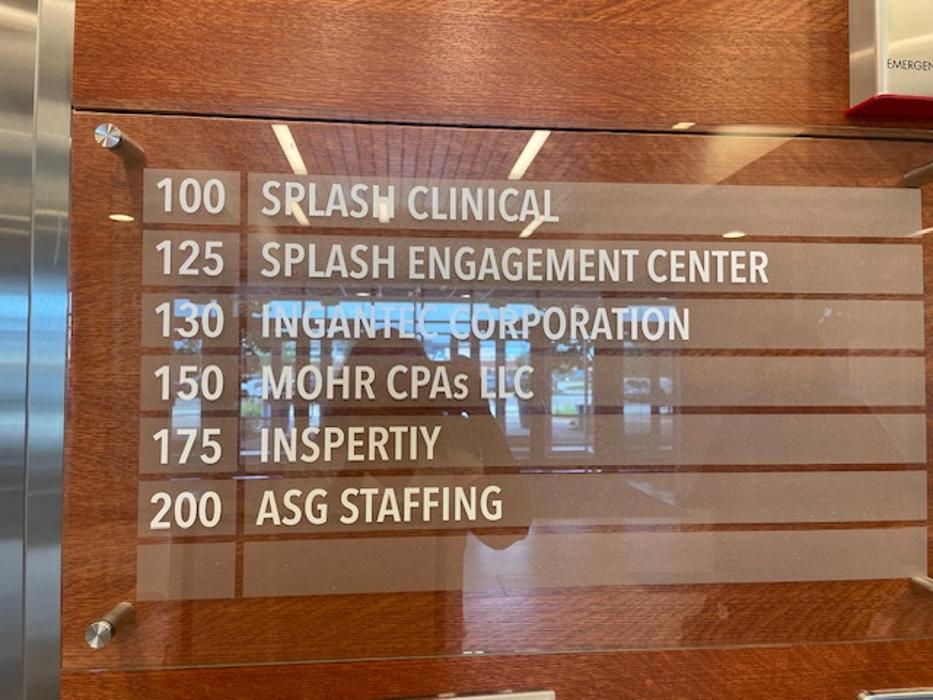 EMERGEN
100 SPLASH CLINICAL
125 SPLASH ENGAGEMENT CENTER
130 INGANTEC CORPORATION
150 MOHR CPAs LLC
175 INSPERTIY
200 ASG STAFFING